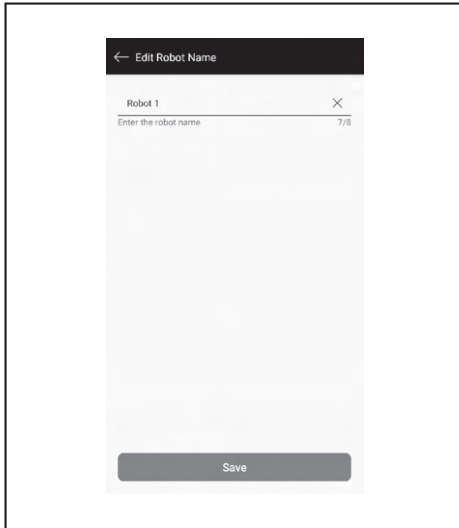 ← Edit Robot Name
Robot 1 ×
Enter the robot name 7/8
Save